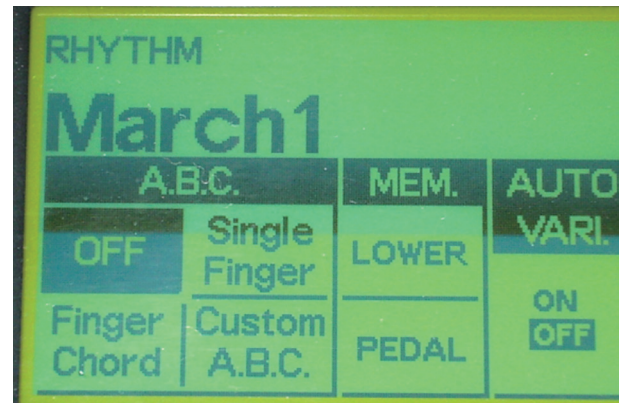 RHYTHM
March1
A.B.C. MEM. AUTO
VARI.
OFF Single
Finger LOWER
ON
OFF
Finger Custom
Chord A.B.C. PEDAL